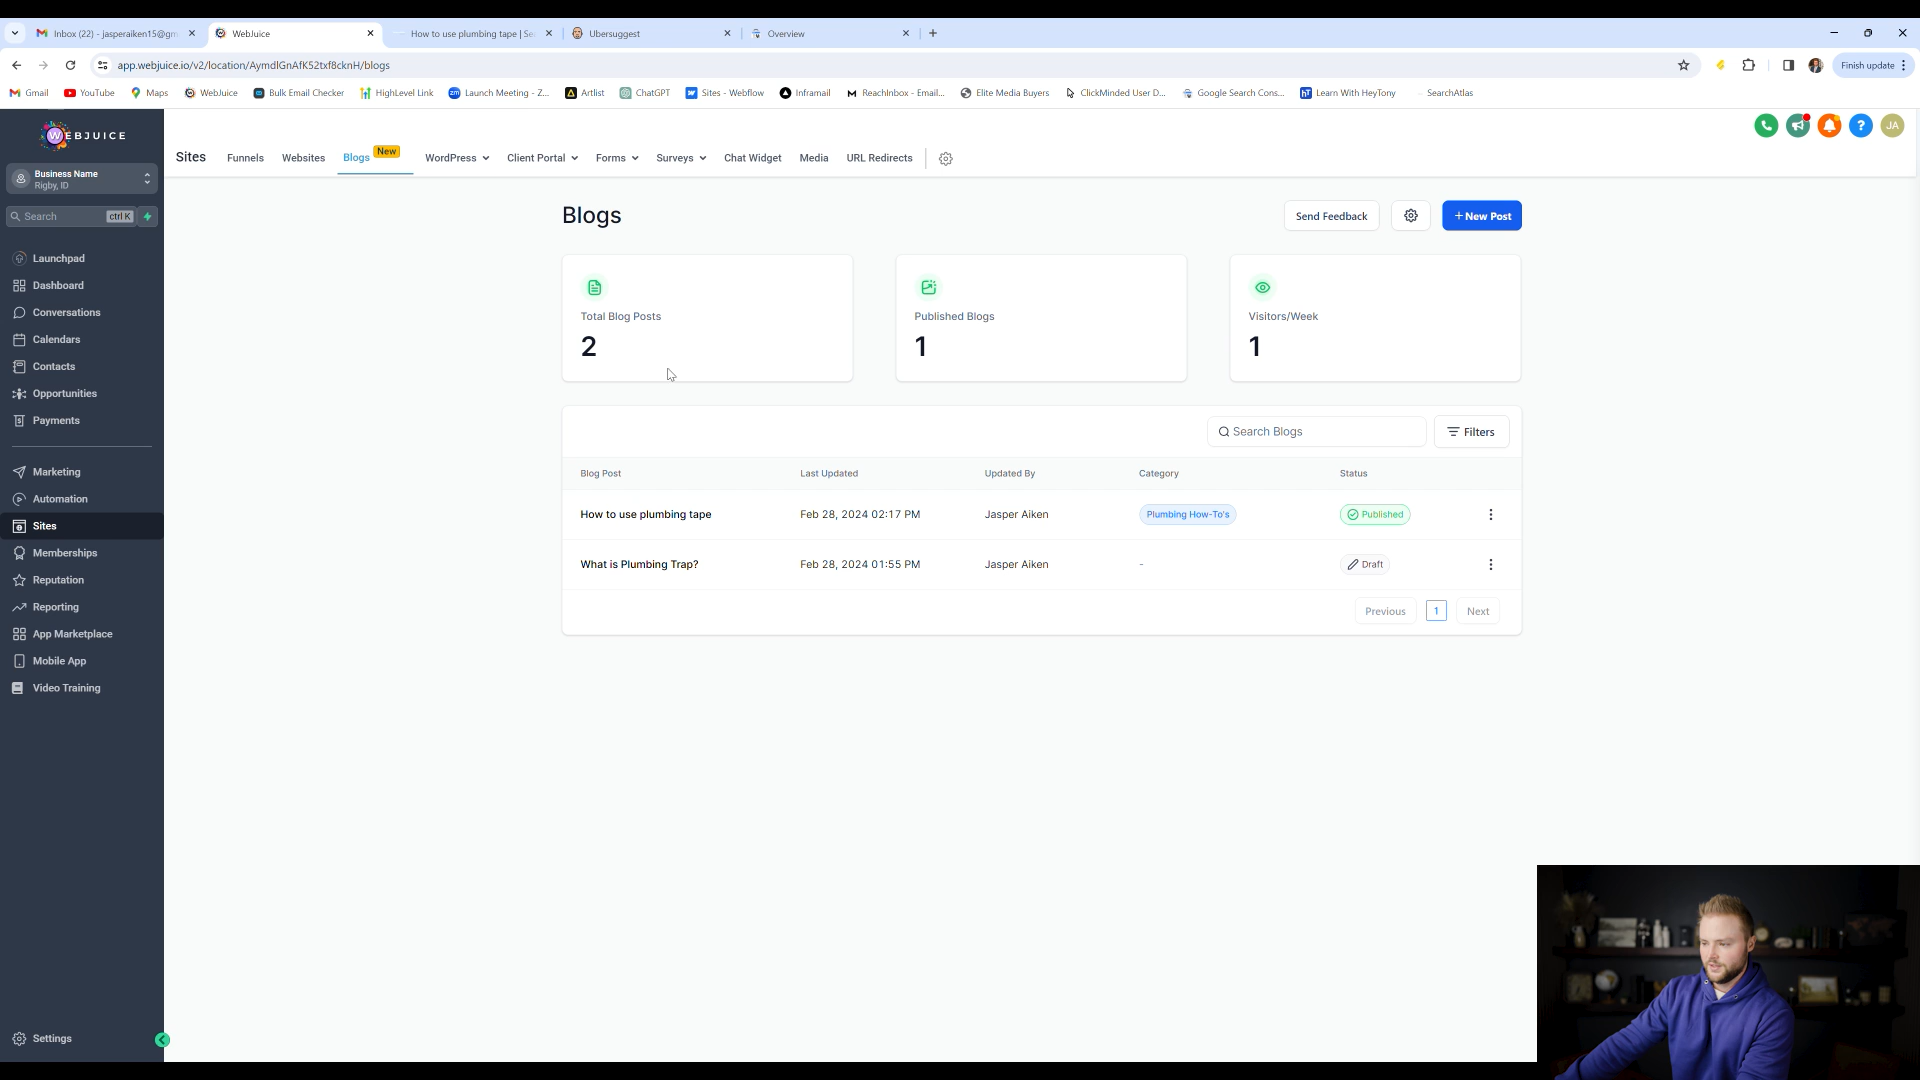 Inbox (22) - jasperaiken15@gm
WebJuice
How to use plumbing tape | Se
Ubersuggest
Overview
app.webjuice.io/v2/location/AymdlGnAfK52txf8cknH/blogs
Finish update
Gmail
YouTube
Maps
WebJuice
Bulk Email Checker
HighLevel Link
Launch Meeting - Z...
Artlist
ChatGPT
Sites - Webflow
Inframail
ReachInbox - Email...
Elite Media Buyers
ClickMinded User D...
Google Search Cons...
Learn With HeyTony
SearchAtlas
WEBJUICE
JA
Business Name
Rigby, ID
Search
ctrl K
Launchpad
Dashboard
Conversations
Calendars
Contacts
Opportunities
Payments
Marketing
Automation
Sites
Memberships
Reputation
Reporting
App Marketplace
Mobile App
Video Training
Settings
Sites
Funnels
Websites
Blogs
New
WordPress
Client Portal
Forms
Surveys
Chat Widget
Media
URL Redirects
Blogs
Send Feedback
+ New Post
Total Blog Posts
2
Published Blogs
1
Visitors/Week
1
Search Blogs
Filters
Blog Post
Last Updated
Updated By
Category
Status
How to use plumbing tape
Feb 28, 2024 02:17 PM
Jasper Aiken
Plumbing How-To's
Published
What is Plumbing Trap?
Feb 28, 2024 01:55 PM
Jasper Aiken
-
Draft
Previous
1
Next